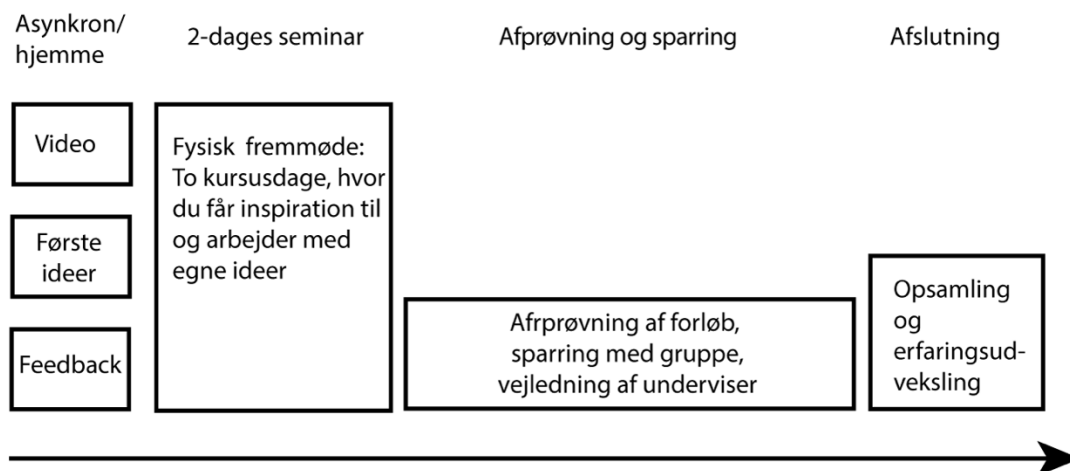 Asynkron/
hjemme
2-dages seminar
Afprøvning og sparring
Afslutning
Video
Første
ideer
Feedback
Fysisk fremmøde:
To kursusdage, hvor
du får inspiration til
og arbejder med
egne ideer
Afrprøvning af forløb,
sparring med gruppe,
vejledning af underviser
Opsamling
og
erfaringsud-
veksling